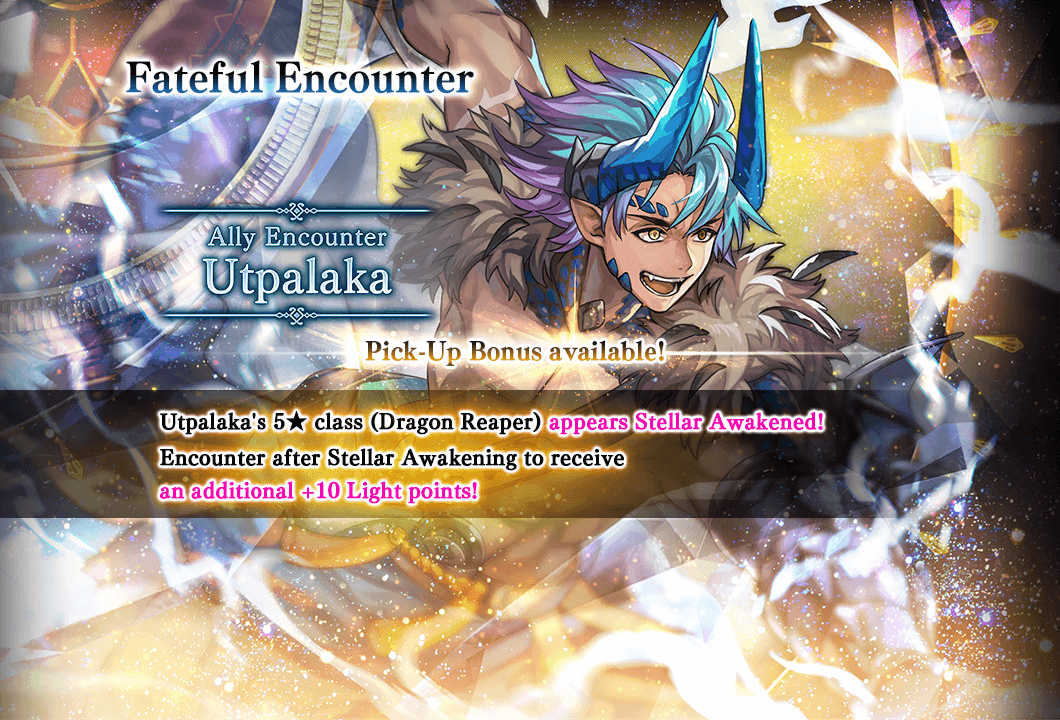 Fateful Encounter
Ally Encounter
Utpalaka
Pick-Up Bonus available!
Utpalaka's 5★ class (Dragon Reaper) appears Stellar Awakened!
Encounter after Stellar Awakening to receive
an additional +10 Light points!